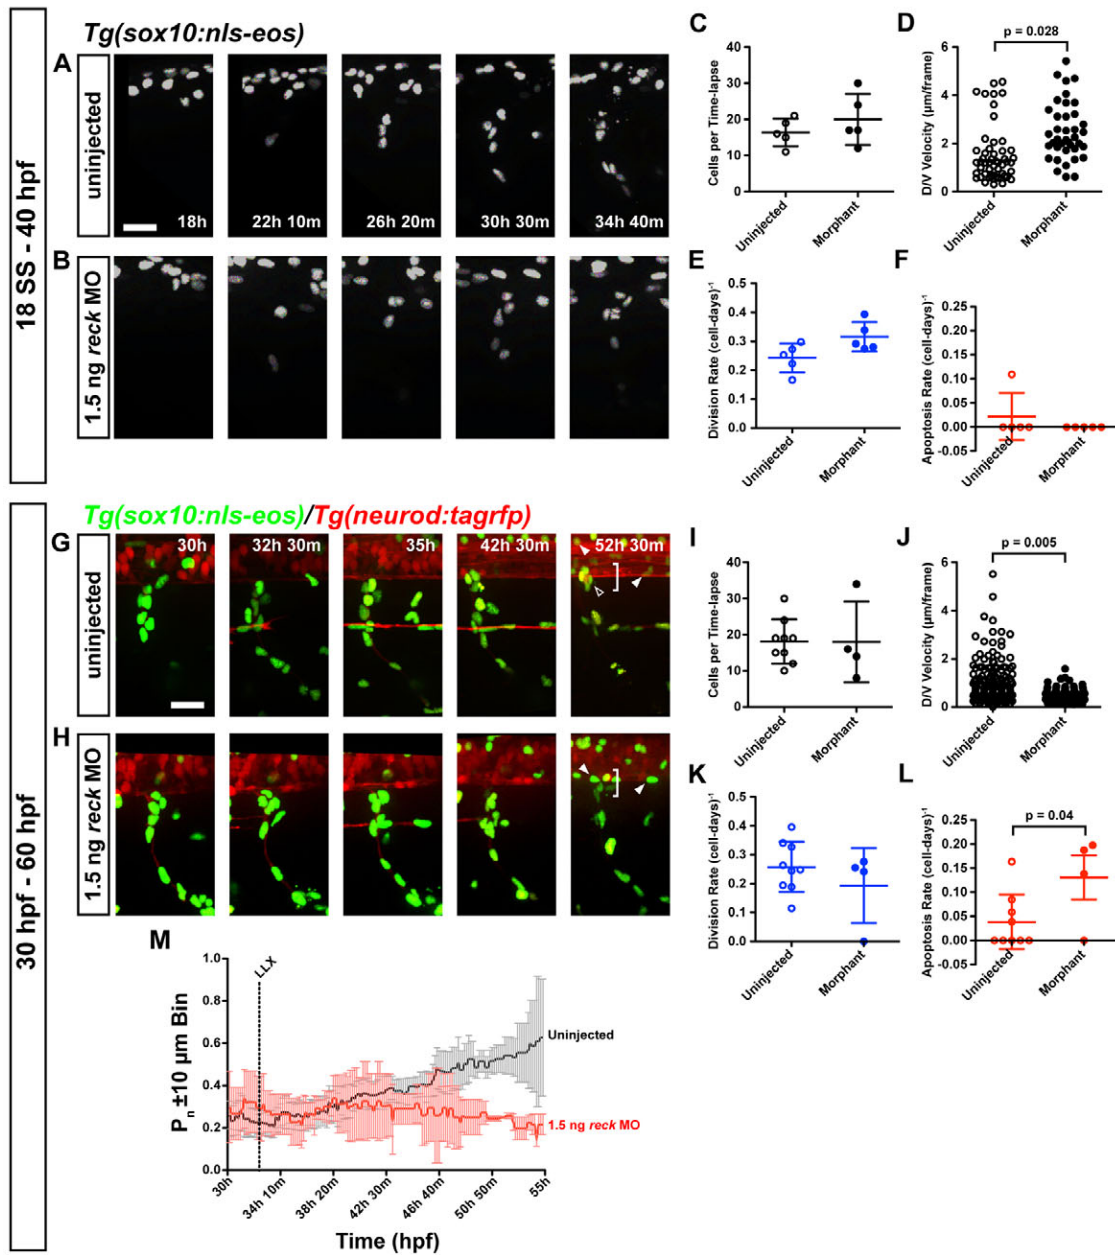 18 SS - 40 hpf
Tg(sox10:nls-eos)
A
uninjected
18h
22h 10m
26h 20m
30h 30m
34h 40m
B
1.5 ng reck MO
C
Cells per Time-lapse
40
30
20
10
0
Uninjected
Morphant
D
p = 0.028
D/V Velocity (µm/frame)
6
4
2
0
Uninjected
Morphant
E
Division Rate (cell-days)-1
0.5
0.4
0.3
0.2
0.1
0.0
Uninjected
Morphant
F
Apoptosis Rate (cell-days)-1
0.25
0.20
0.15
0.10
0.05
0.00
-0.05
Uninjected
Morphant
30 hpf - 60 hpf
Tg(sox10:nls-eos)/Tg(neurod:tagrfp)
G
uninjected
30h
32h 30m
35h
42h 30m
52h 30m
H
1.5 ng reck MO
I
Cells per Time-lapse
40
30
20
10
0
Uninjected
Morphant
J
p = 0.005
D/V Velocity (µm/frame)
6
4
2
0
Uninjected
Morphant
K
Division Rate (cell-days)-1
0.5
0.4
0.3
0.2
0.1
0.0
Uninjected
Morphant
L
p = 0.04
Apoptosis Rate (cell-days)-1
0.25
0.20
0.15
0.10
0.05
0.00
-0.05
Uninjected
Morphant
M
Pn ±10 µm Bin
1.0
0.8
0.6
0.4
0.2
0.0
LLX
Uninjected
1.5 ng reck MO
30h
34h 10m
38h 20m
42h 30m
46h 40m
50h 50m
55h
Time (hpf)